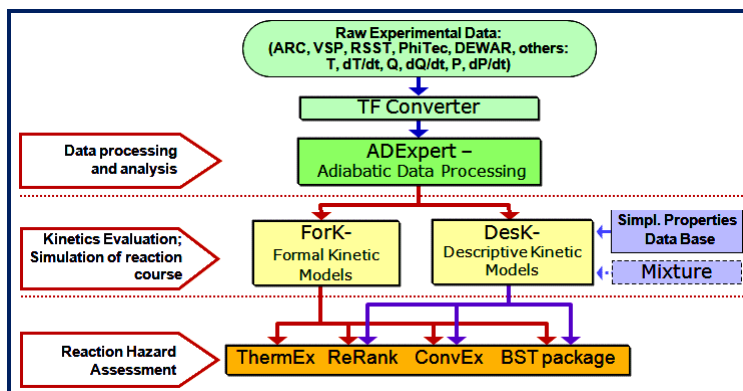 Raw Experimental Data:
(ARC, VSP, RSST, PhiTec, DEWAR, others:
T, dT/dt, Q, dQ/dt, P, dP/dt)
TF Converter
Data processing
and analysis
ADExpert –
Adiabatic Data Processing
Kinetics Evaluation;
Simulation of reaction
course
ForK-
Formal Kinetic
Models
DesK-
Descriptive Kinetic
Models
Simpl. Properties
Data Base
Mixture
Reaction Hazard
Assessment
ThermEx ReRank ConvEx BST package